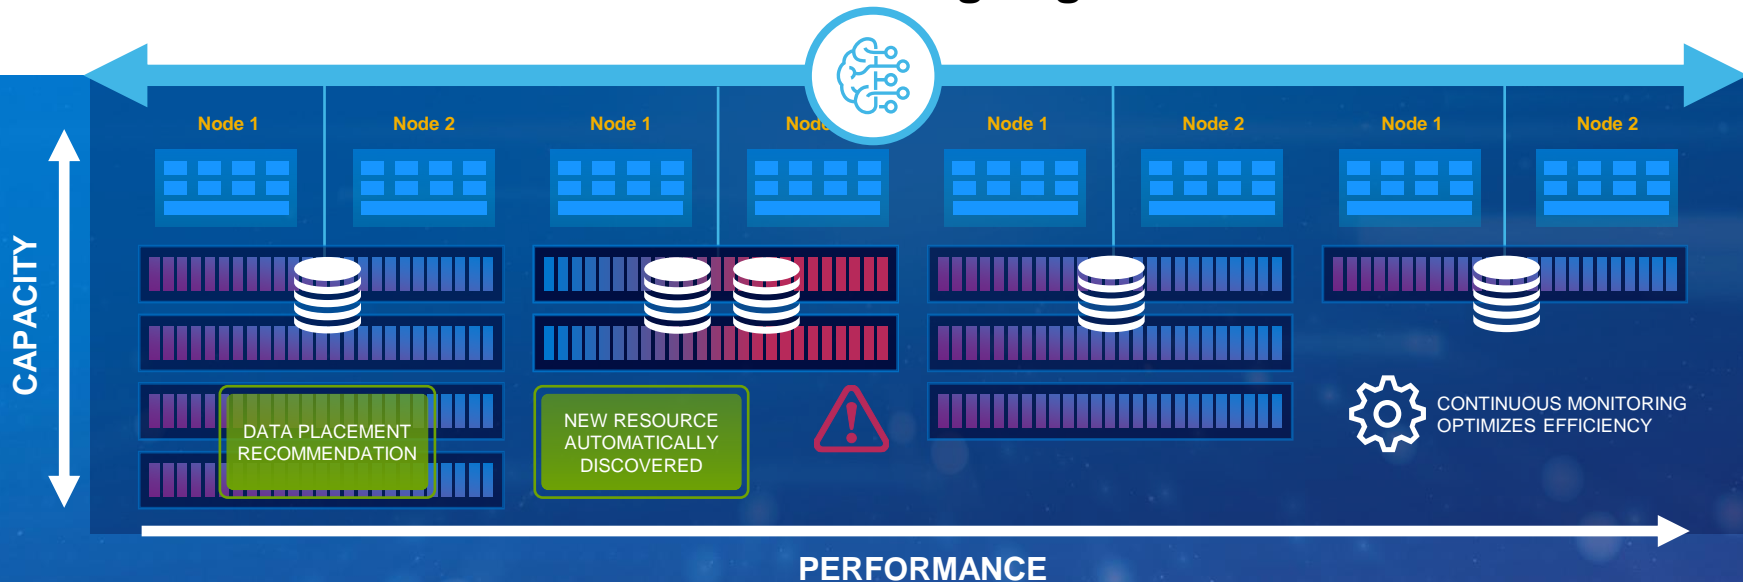 Node 1
Node 2
Node 1
Node
Node 1
Node 2
Node 1
Node 2
CAPACITY
DATA PLACEMENT
RECOMMENDATION
NEW RESOURCE
AUTOMATICALLY
DISCOVERED
CONTINUOUS MONITORING
OPTIMIZES EFFICIENCY
PERFORMANCE